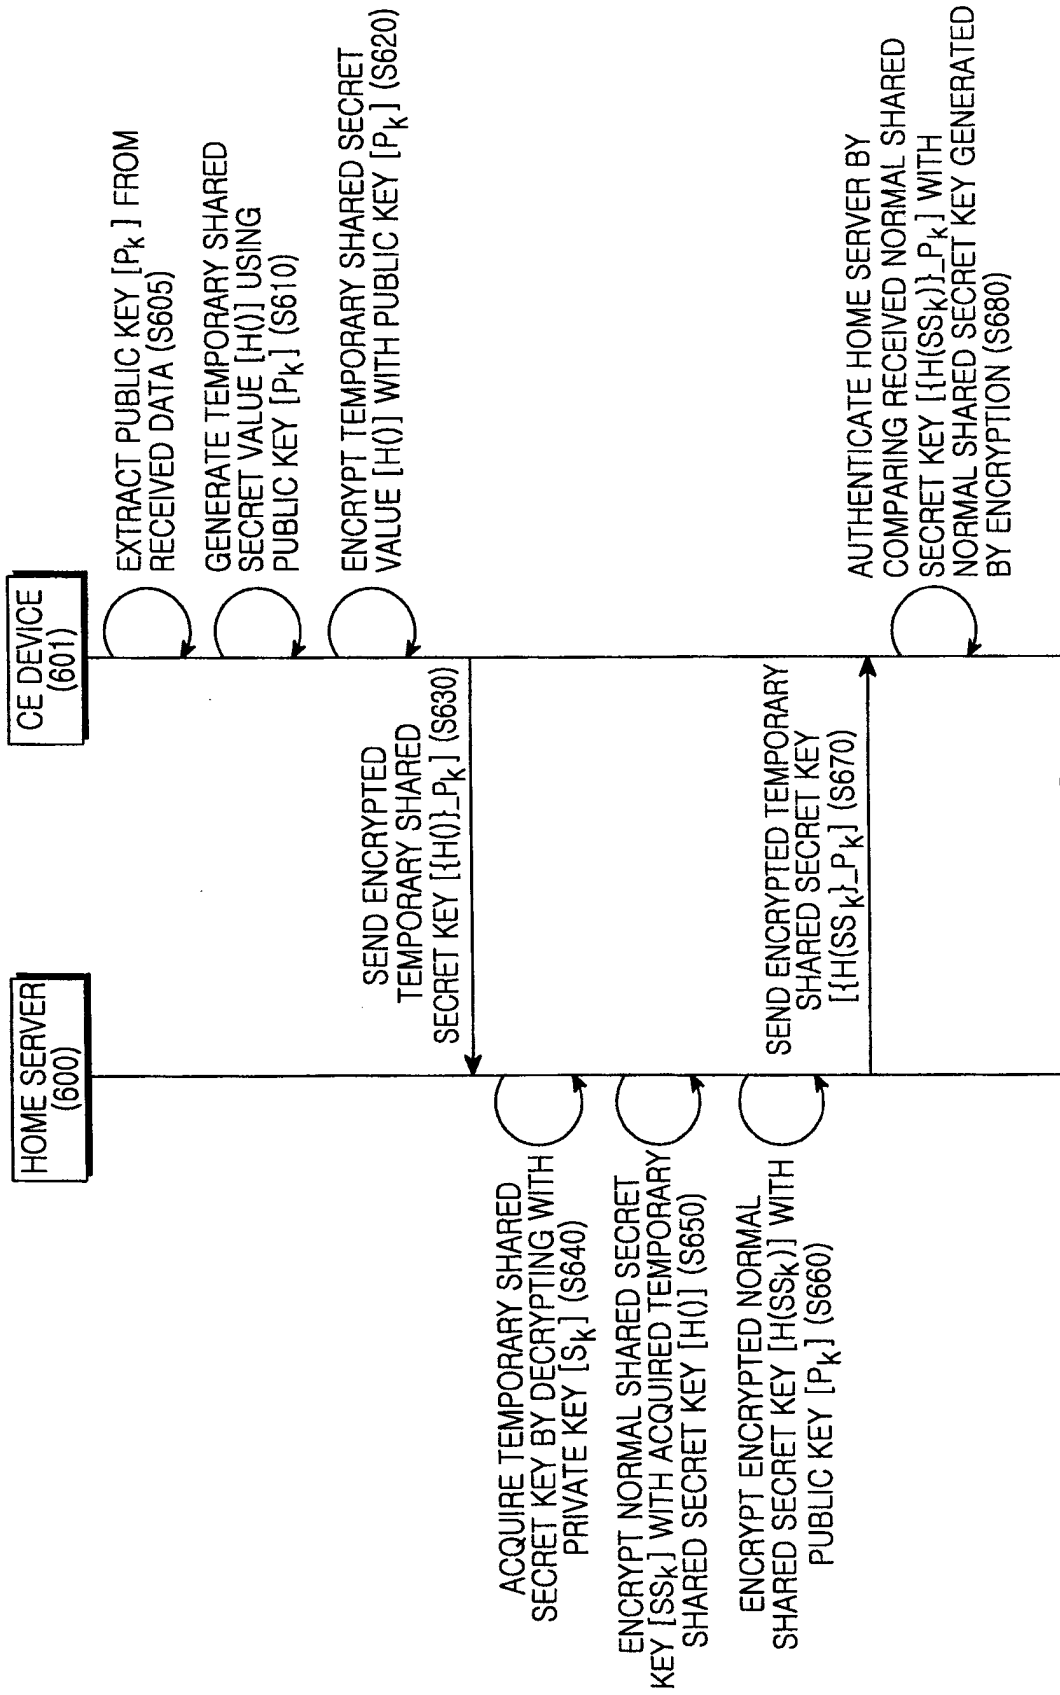 HOME SERVER
(600)
CE DEVICE
(601)
EXTRACT PUBLIC KEY [Pk] FROM
RECEIVED DATA (S605)
GENERATE TEMPORARY SHARED
SECRET VALUE [H()] USING
PUBLIC KEY [Pk] (S610)
ENCRYPT TEMPORARY SHARED SECRET
VALUE [H()] WITH PUBLIC KEY [Pk] (S620)
SEND ENCRYPTED
TEMPORARY SHARED
SECRET KEY [{H()}_Pk] (S630)
ACQUIRE TEMPORARY SHARED
SECRET KEY BY DECRYPTING WITH
PRIVATE KEY [Sk] (S640)
ENCRYPT NORMAL SHARED SECRET
KEY [SSk] WITH ACQUIRED TEMPORARY
SHARED SECRET KEY [H()] (S650)
ENCRYPT ENCRYPTED NORMAL
SHARED SECRET KEY [H(SSk)] WITH
PUBLIC KEY [Pk] (S660)
SEND ENCRYPTED TEMPORARY
SHARED SECRET KEY
[{H(SSk}_Pk] (S670)
AUTHENTICATE HOME SERVER BY
COMPARING RECEIVED NORMAL SHARED
SECRET KEY [{H(SSk)}_Pk] WITH
NORMAL SHARED SECRET KEY GENERATED
BY ENCRYPTION (S680)